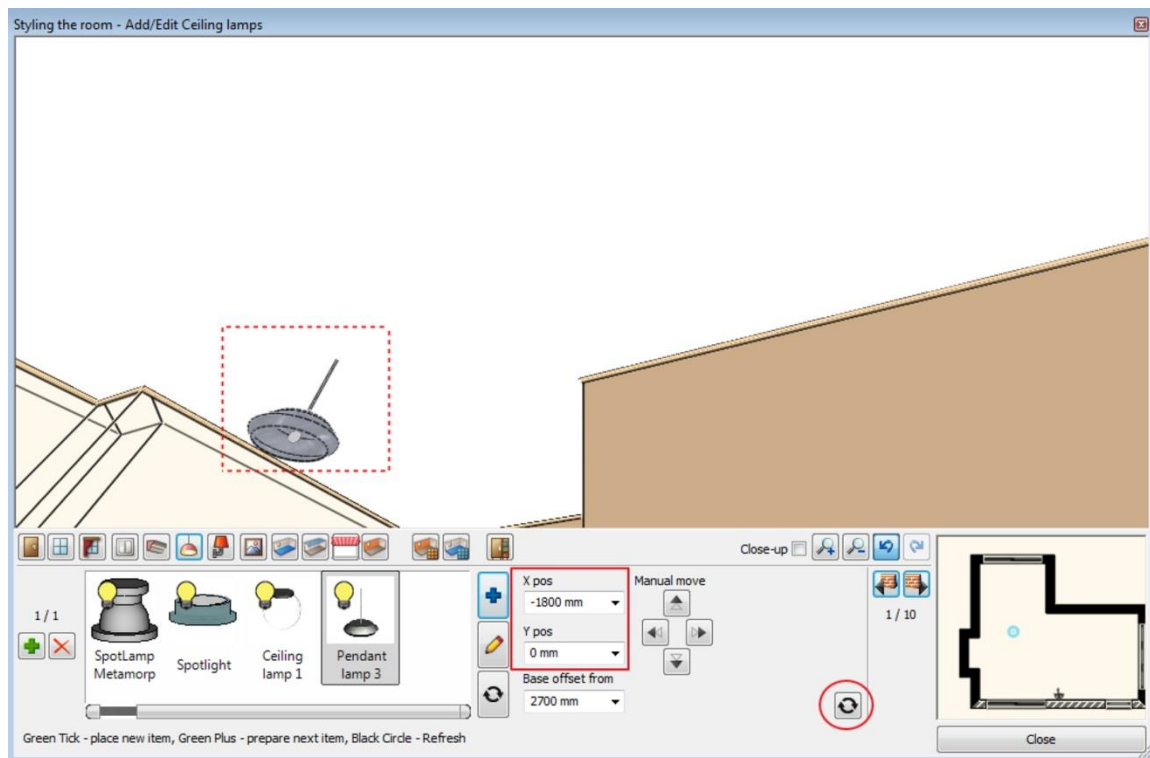 Styling the room - Add/Edit Ceiling lamps
Close-up
1 / 1
SpotLamp
Metamorp
Spotlight
Ceiling
lamp 1
Pendant
lamp 3
X pos
-1800 mm
Y pos
0 mm
Base offset from
2700 mm
Manual move
1 / 10
Green Tick - place new item, Green Plus - prepare next item, Black Circle - Refresh
Close